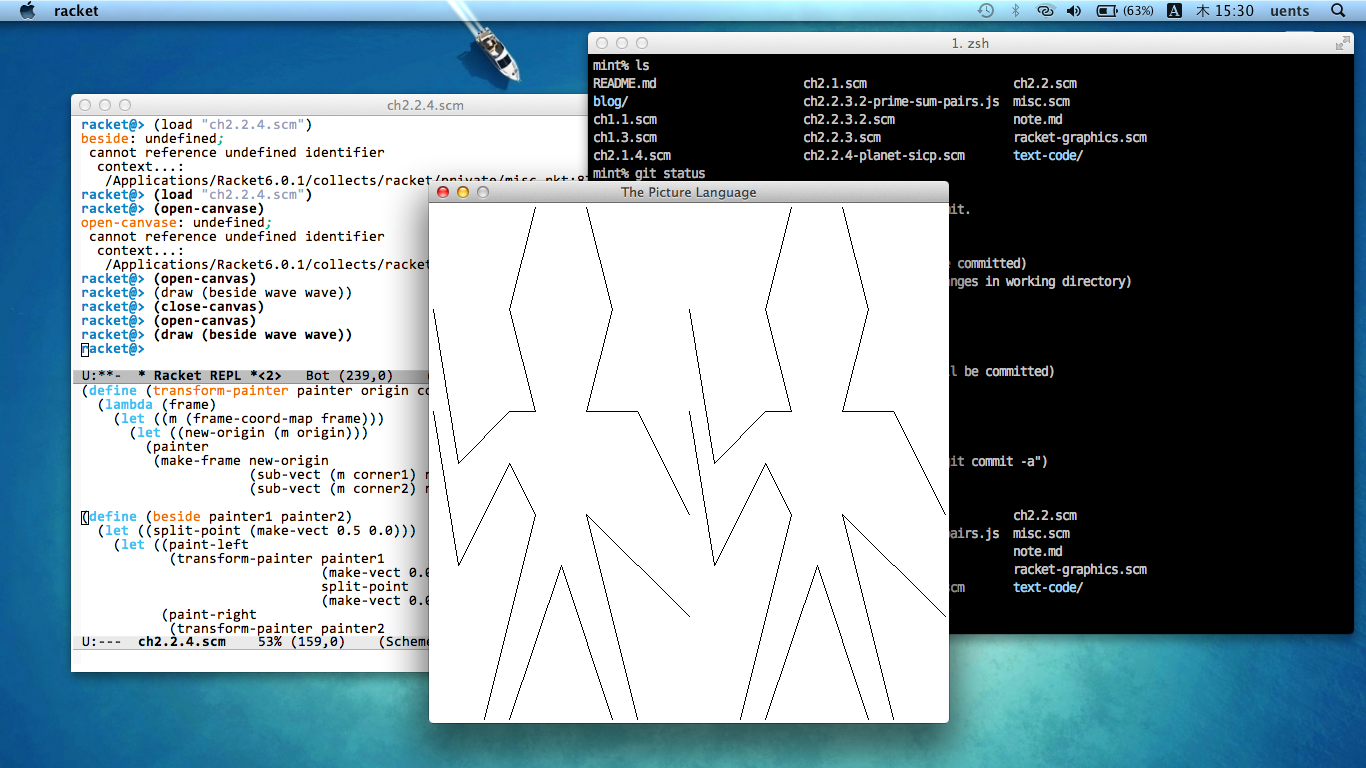 racket
(63%)
A
木 15:30
uents
1. zsh
mint% ls
README.md ch2.1.scm ch2.2.scm
blog/ ch2.2.3.2-prime-sum-pairs.js misc.scm
ch1.1.scm ch2.2.3.2.scm note.md
ch1.3.scm ch2.2.3.scm racket-graphics.scm
ch2.1.4.scm ch2.2.4-planet-sicp.scm text-code/
mint% git status
it.
committed)
nges in working directory)
l be committed)
git commit -a")
ch2.2.scm
airs.js misc.scm
note.md
racket-graphics.scm
scm text-code/
ch2.2.4.scm
racket@> (load "ch2.2.4.scm")
beside: undefined;
cannot reference undefined identifier
context...:
/Applications/Racket6.0.1/collects/racket/private/misc.rkt:87
racket@> (load "ch2.2.4.scm")
racket@> (open-canvase)
open-canvase: undefined;
cannot reference undefined identifier
context...:
/Applications/Racket6.0.1/collects/racket
racket@> (open-canvas)
racket@> (draw (beside wave wave))
racket@> (close-canvas)
racket@> (open-canvas)
racket@> (draw (beside wave wave))
racket@>
U:**- * Racket REPL *<2> Bot (239,0)
(define (transform-painter painter origin co
(lambda (frame)
(let ((m (frame-coord-map frame)))
(let ((new-origin (m origin)))
(painter
(make-frame new-origin
(sub-vect (m corner1) n
(sub-vect (m corner2) n
(define (beside painter1 painter2)
(let ((split-point (make-vect 0.5 0.0)))
(let ((paint-left
(transform-painter painter1
(make-vect 0.0
split-point
(make-vect 0.0
(paint-right
(transform-painter painter2
U:--- ch2.2.4.scm 53% (159,0) (Scheme
The Picture Language